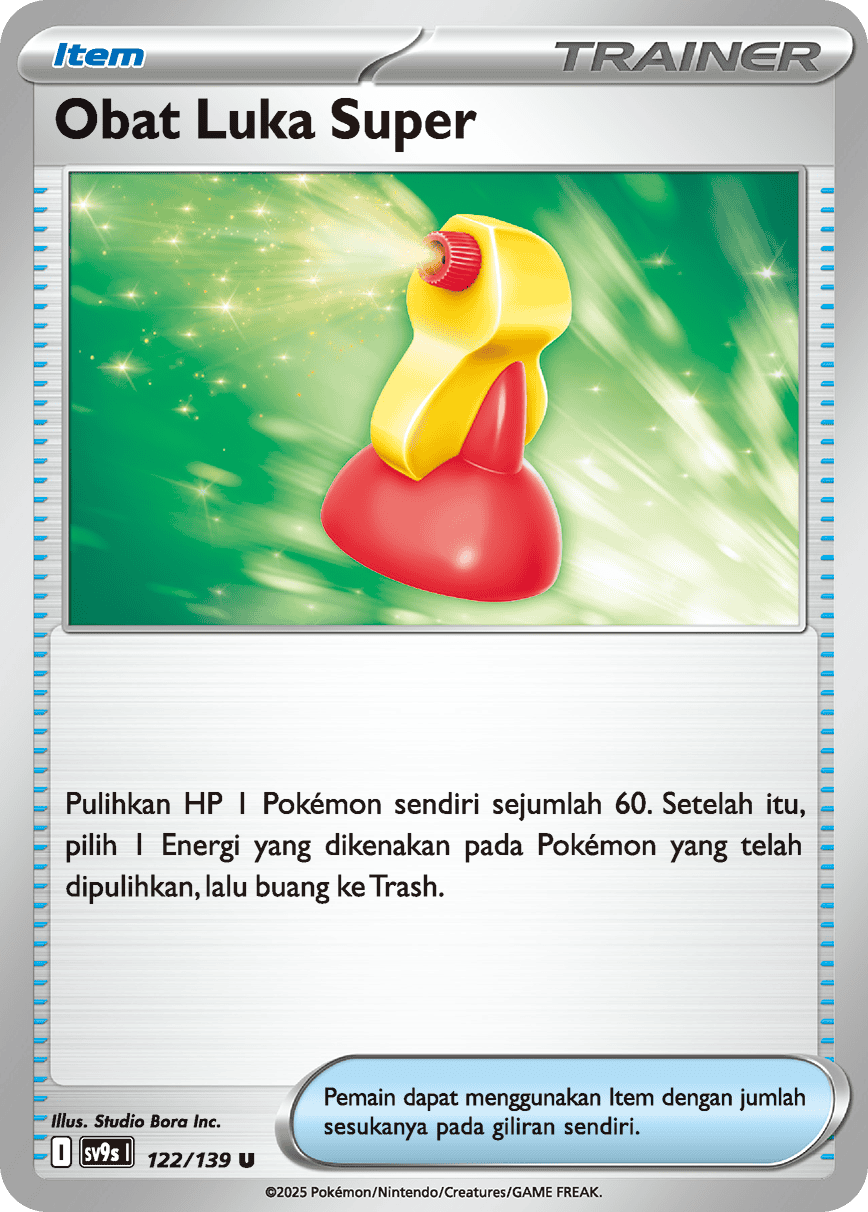 Item
TRAINER
Obat Luka Super
Pulihkan HP 1 Pokémon sendiri sejumlah 60. Setelah itu,
pilih 1 Energi yang dikenakan pada Pokémon yang telah
dipulihkan, lalu buang ke Trash.
Pemain dapat menggunakan Item dengan jumlah
sesukanya pada giliran sendiri.
Illus. Studio Bora Inc.
I sv9s I 122/139 U
©2025 Pokémon/Nintendo/Creatures/GAME FREAK.